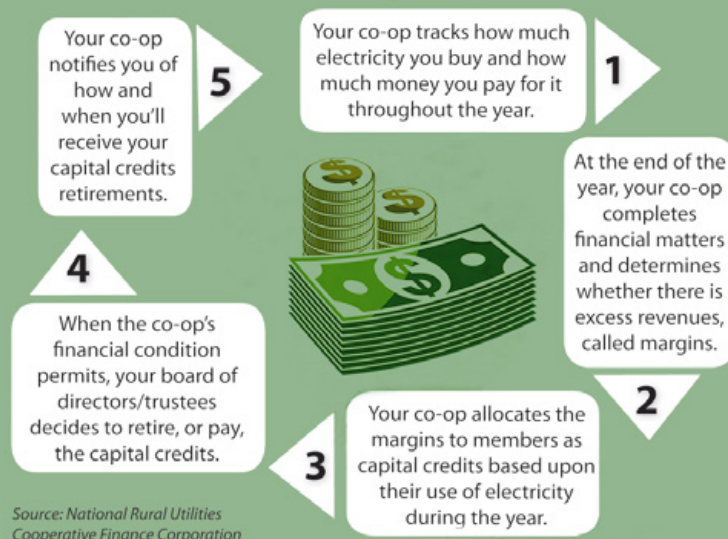 Your co-op tracks how much
electricity you buy and how
much money you pay for it
throughout the year.
1
At the end of the
year, your co-op
completes
financial matters
and determines
whether there is
excess revenues,
called margins.
2
Your co-op allocates the
margins to members as
capital credits based upon
their use of electricity
during the year.
3
When the co-op's
financial condition
permits, your board of
directors/trustees
decides to retire, or pay,
the capital credits.
4
Your co-op
notifies you of
how and
when you'll
receive your
capital credits
retirements.
5
$
$
$
Source: National Rural Utilities
Cooperative Finance Corporation